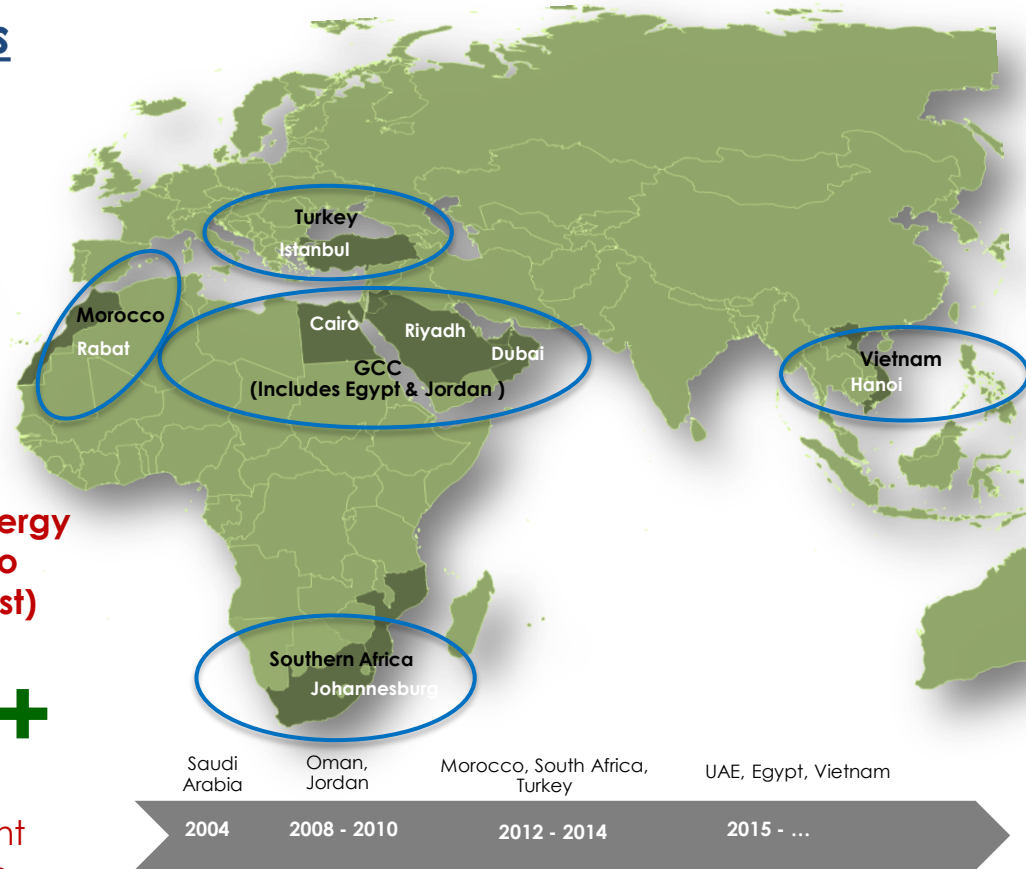 Turkey
Istanbul
Morocco
Rabat
Cairo
Riyadh
Dubai
GCC
(Includes Egypt & Jordan )
Vietnam
Hanoi
Southern Africa
Johannesburg
+
Saudi
Arabia
Oman,
Jordan
Morocco, South Africa,
Turkey
UAE, Egypt, Vietnam
2004
2008 - 2010
2012 - 2014
2015 - …